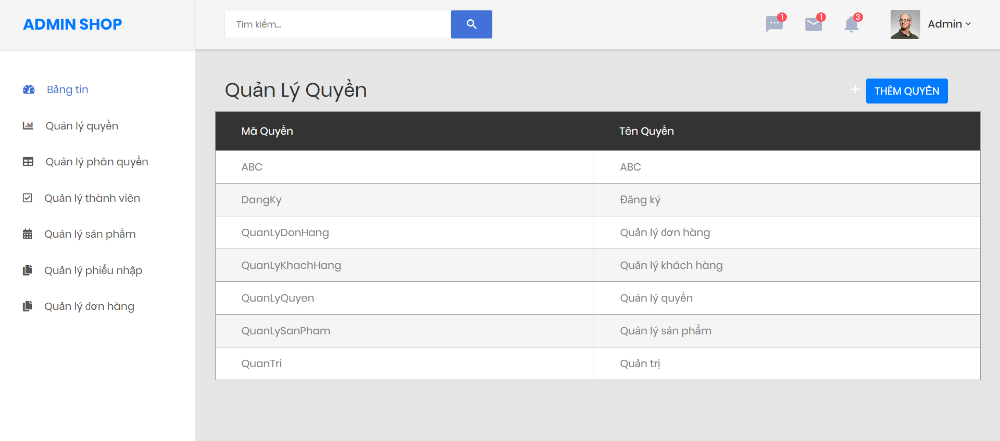 ADMIN SHOP
Tìm kiếm...
1
1
3
Admin
Bảng tin
Quản lý quyền
Quản lý phân quyền
Quản lý thành viên
Quản lý sản phẩm
Quản lý phiếu nhập
Quản lý đơn hàng
Quản Lý Quyền
THÊM QUYỀN
Mã Quyền Tên Quyền
ABC ABC
DangKy Đăng ký
QuanLyDonHang Quản lý đơn hàng
QuanLyKhachHang Quản lý khách hàng
QuanLyQuyen Quản lý quyền
QuanLySanPham Quản lý sản phẩm
QuanTri Quản trị